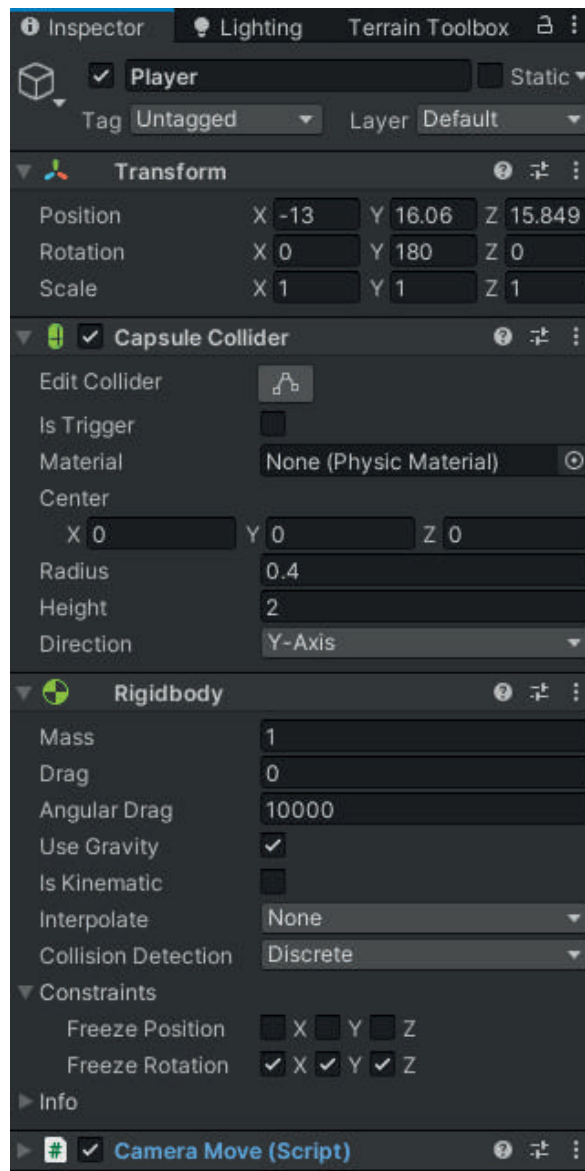 Inspector Lighting Terrain Toolbox
Player Static
Tag Untagged Layer Default
Transform
Position X -13 Y 16.06 Z 15.849
Rotation X 0 Y 180 Z 0
Scale X 1 Y 1 Z 1
Capsule Collider
Edit Collider
Is Trigger
Material None (Physic Material)
Center
X 0 Y 0 Z 0
Radius 0.4
Height 2
Direction Y-Axis
Rigidbody
Mass 1
Drag 0
Angular Drag 10000
Use Gravity
Is Kinematic
Interpolate None
Collision Detection Discrete
Constraints
Freeze Position X Y Z
Freeze Rotation X Y Z
Info
# Camera Move (Script)